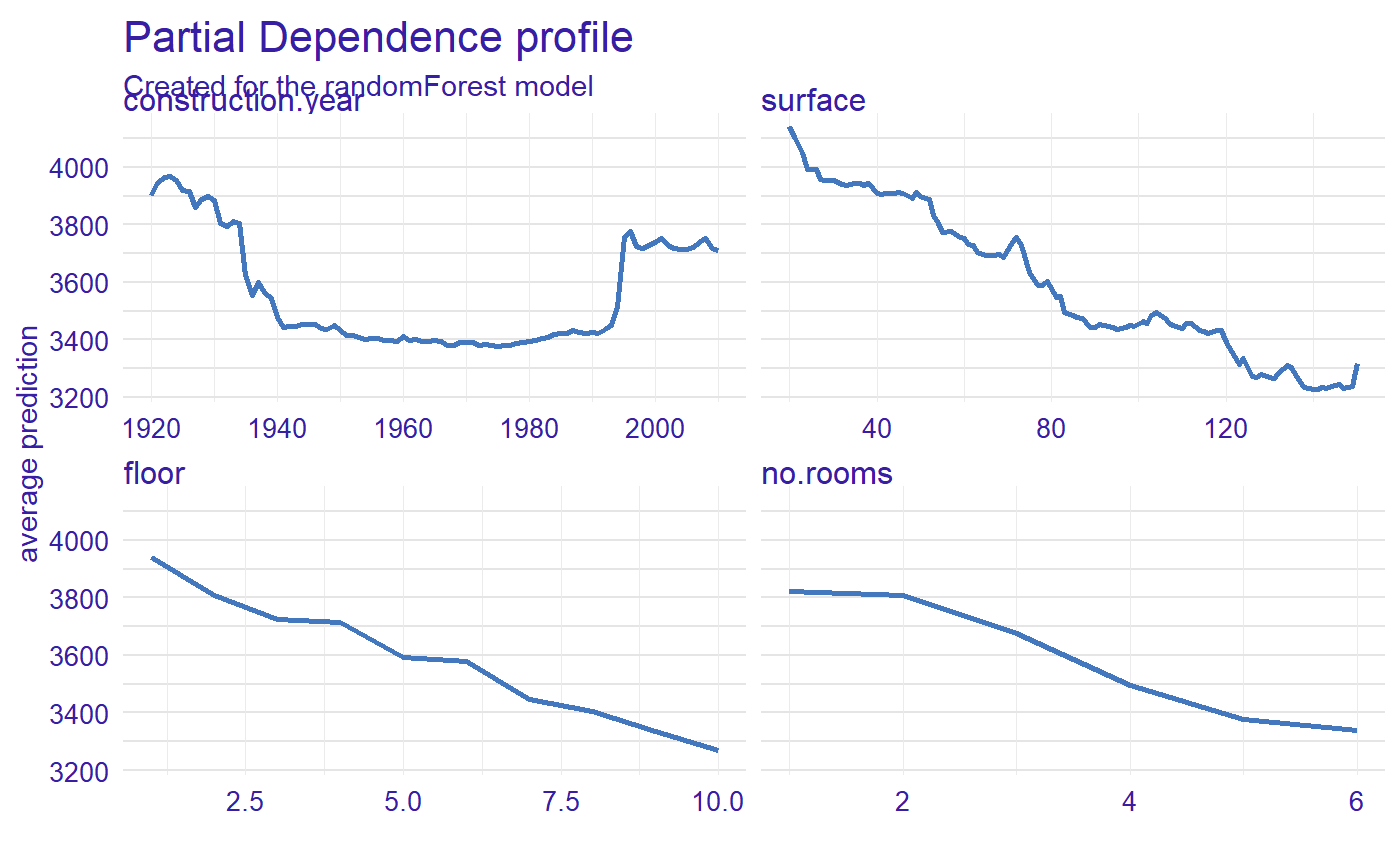 Partial Dependence profile
Created for the randomForest model
construction.year
surface
4000
3800
3600
3400
3200
1920 1940 1960 1980 2000
40 80 120
average prediction
floor
no.rooms
4000
3800
3600
3400
3200
2.5 5.0 7.5 10.0
2 4 6